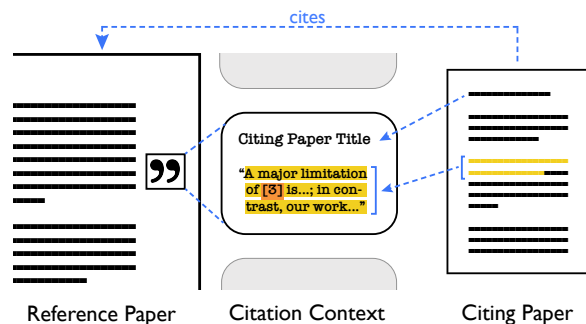 cites
Citing Paper Title
”
“A major limitation
of [3] is...; in con-
trast, our work...”
Reference Paper
Citation Context
Citing Paper